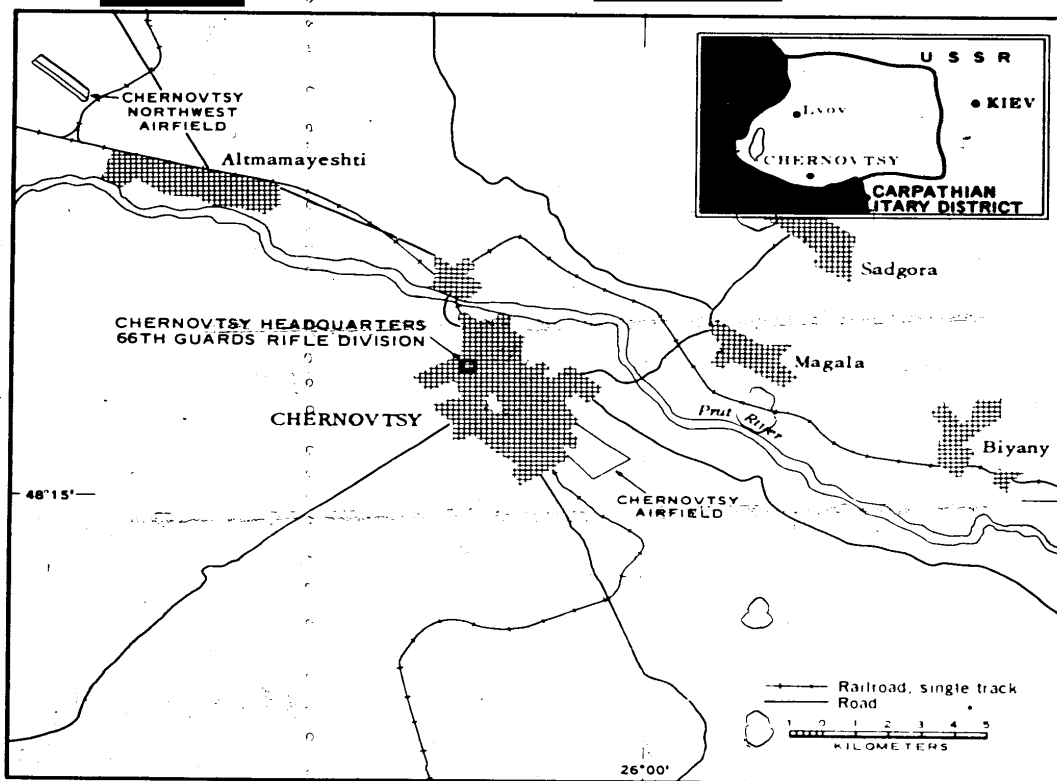 CHERNOVTSY
NORTHWEST
AIRFIELD
Altmamayeshti
U S S R
KIEV
Lvov
CHERNOVTSY
CARPATHIAN
LITARY DISTRICT
Sadgora
CHERNOVTSY HEADQUARTERS
66TH GUARDS RIFLE DIVISION
Magala
CHERNOVTSY
Prut River
Biyany
48°15'
CHERNOVTSY
AIRFIELD
Railroad, single track
Road
1 0 1 2 3 4 5
KILOMETERS
26°00'